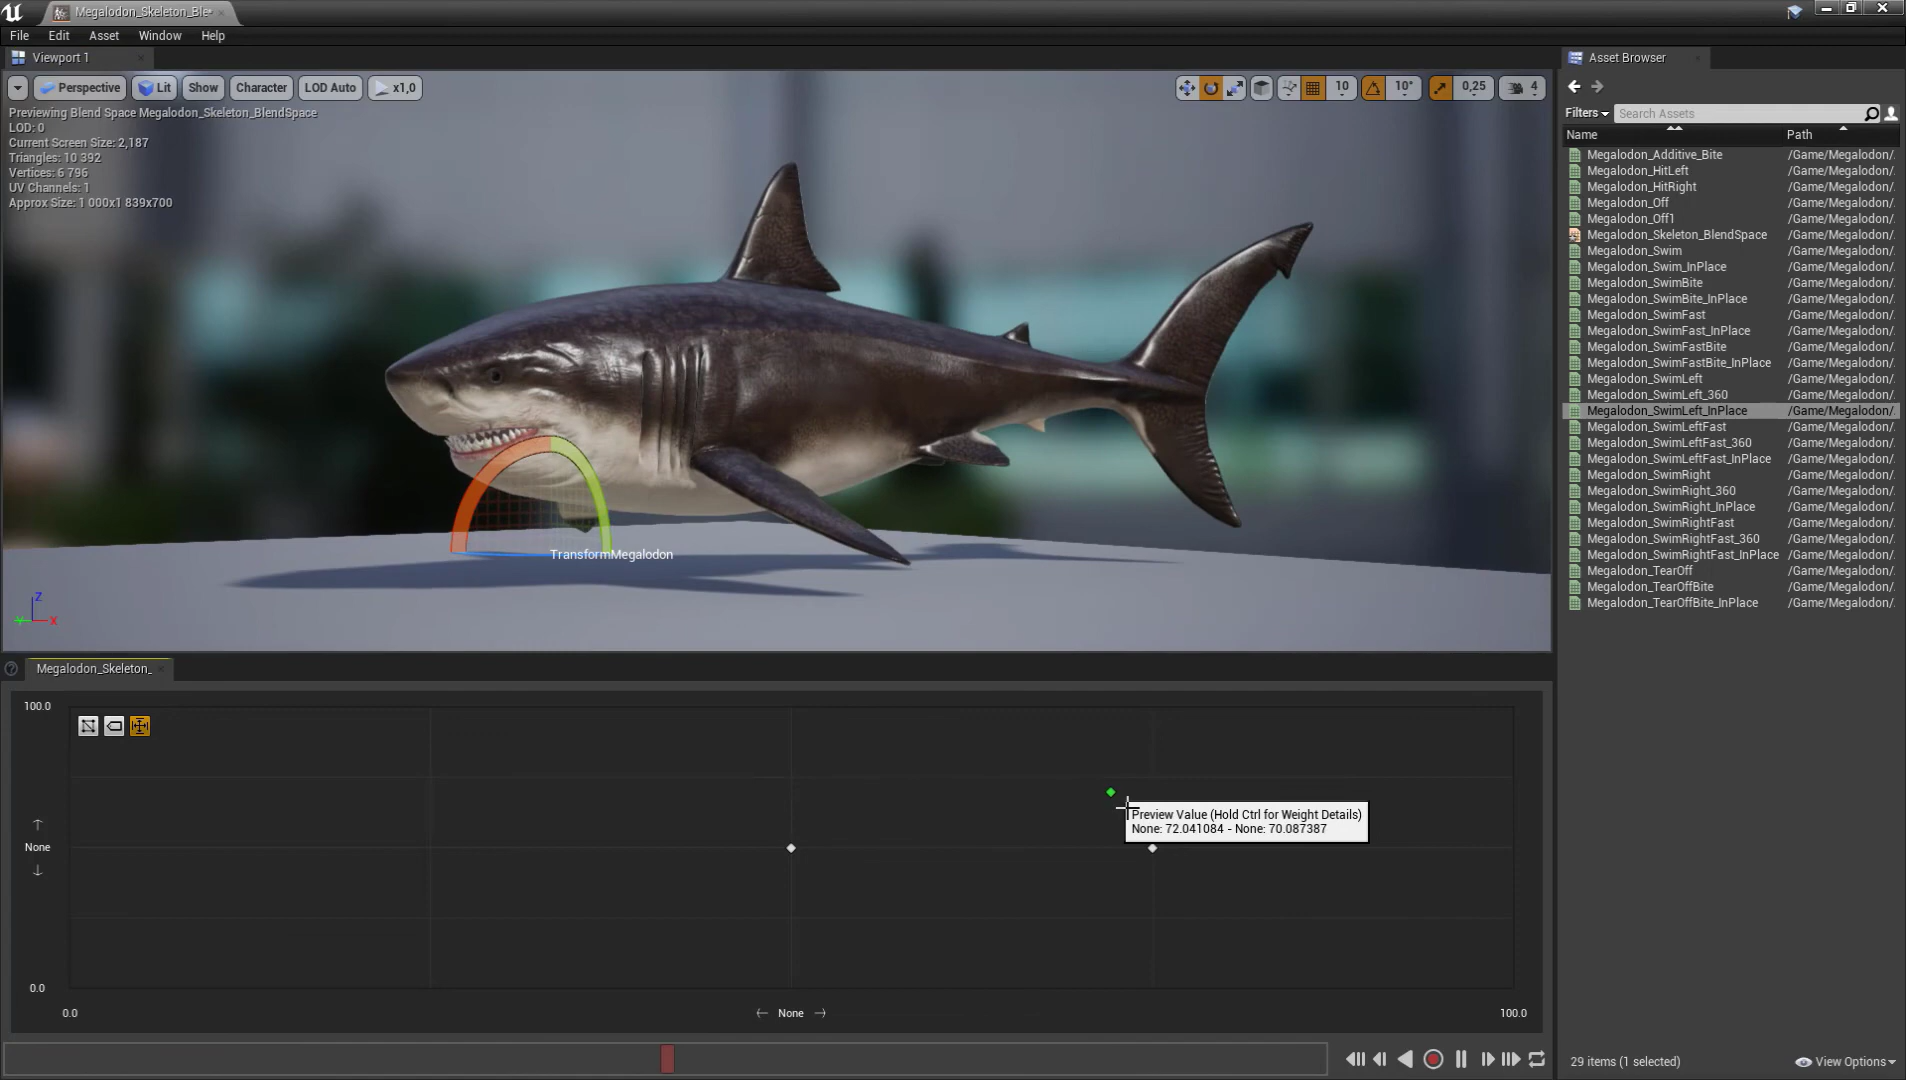 Megalodon_Skeleton_Ble
File Edit Asset Window Help
Viewport 1
Perspective Lit Show Character LOD Auto x1,0
10 10° 0,25 4
Previewing Blend Space Megalodon_Skeleton_BlendSpace
LOD: 0
Current Screen Size: 2,187
Triangles: 10 392
Vertices: 6 796
UV Channels: 1
Approx Size: 1 000x1 839x700
TransformMegalodon
Z
Y X
Asset Browser
Filters Search Assets
Name Path
Megalodon_Additive_Bite /Game/Megalodon/
Megalodon_HitLeft /Game/Megalodon/
Megalodon_HitRight /Game/Megalodon/
Megalodon_Off /Game/Megalodon/
Megalodon_Off1 /Game/Megalodon/
Megalodon_Skeleton_BlendSpace /Game/Megalodon/
Megalodon_Swim /Game/Megalodon/
Megalodon_Swim_InPlace /Game/Megalodon/
Megalodon_SwimBite /Game/Megalodon/
Megalodon_SwimBite_InPlace /Game/Megalodon/
Megalodon_SwimFast /Game/Megalodon/
Megalodon_SwimFast_InPlace /Game/Megalodon/
Megalodon_SwimFastBite /Game/Megalodon/
Megalodon_SwimFastBite_InPlace /Game/Megalodon/
Megalodon_SwimLeft /Game/Megalodon/
Megalodon_SwimLeft_360 /Game/Megalodon/
Megalodon_SwimLeft_InPlace /Game/Megalodon/
Megalodon_SwimLeftFast /Game/Megalodon/
Megalodon_SwimLeftFast_360 /Game/Megalodon/
Megalodon_SwimLeftFast_InPlace /Game/Megalodon/
Megalodon_SwimRight /Game/Megalodon/
Megalodon_SwimRight_360 /Game/Megalodon/
Megalodon_SwimRight_InPlace /Game/Megalodon/
Megalodon_SwimRightFast /Game/Megalodon/
Megalodon_SwimRightFast_360 /Game/Megalodon/
Megalodon_SwimRightFast_InPlace /Game/Megalodon/
Megalodon_TearOff /Game/Megalodon/
Megalodon_TearOffBite /Game/Megalodon/
Megalodon_TearOffBite_InPlace /Game/Megalodon/
29 items (1 selected) View Options
Megalodon_Skeleton_
100.0
None
0.0
0.0 None 100.0
Preview Value (Hold Ctrl for Weight Details)
None: 72.041084 - None: 70.087387